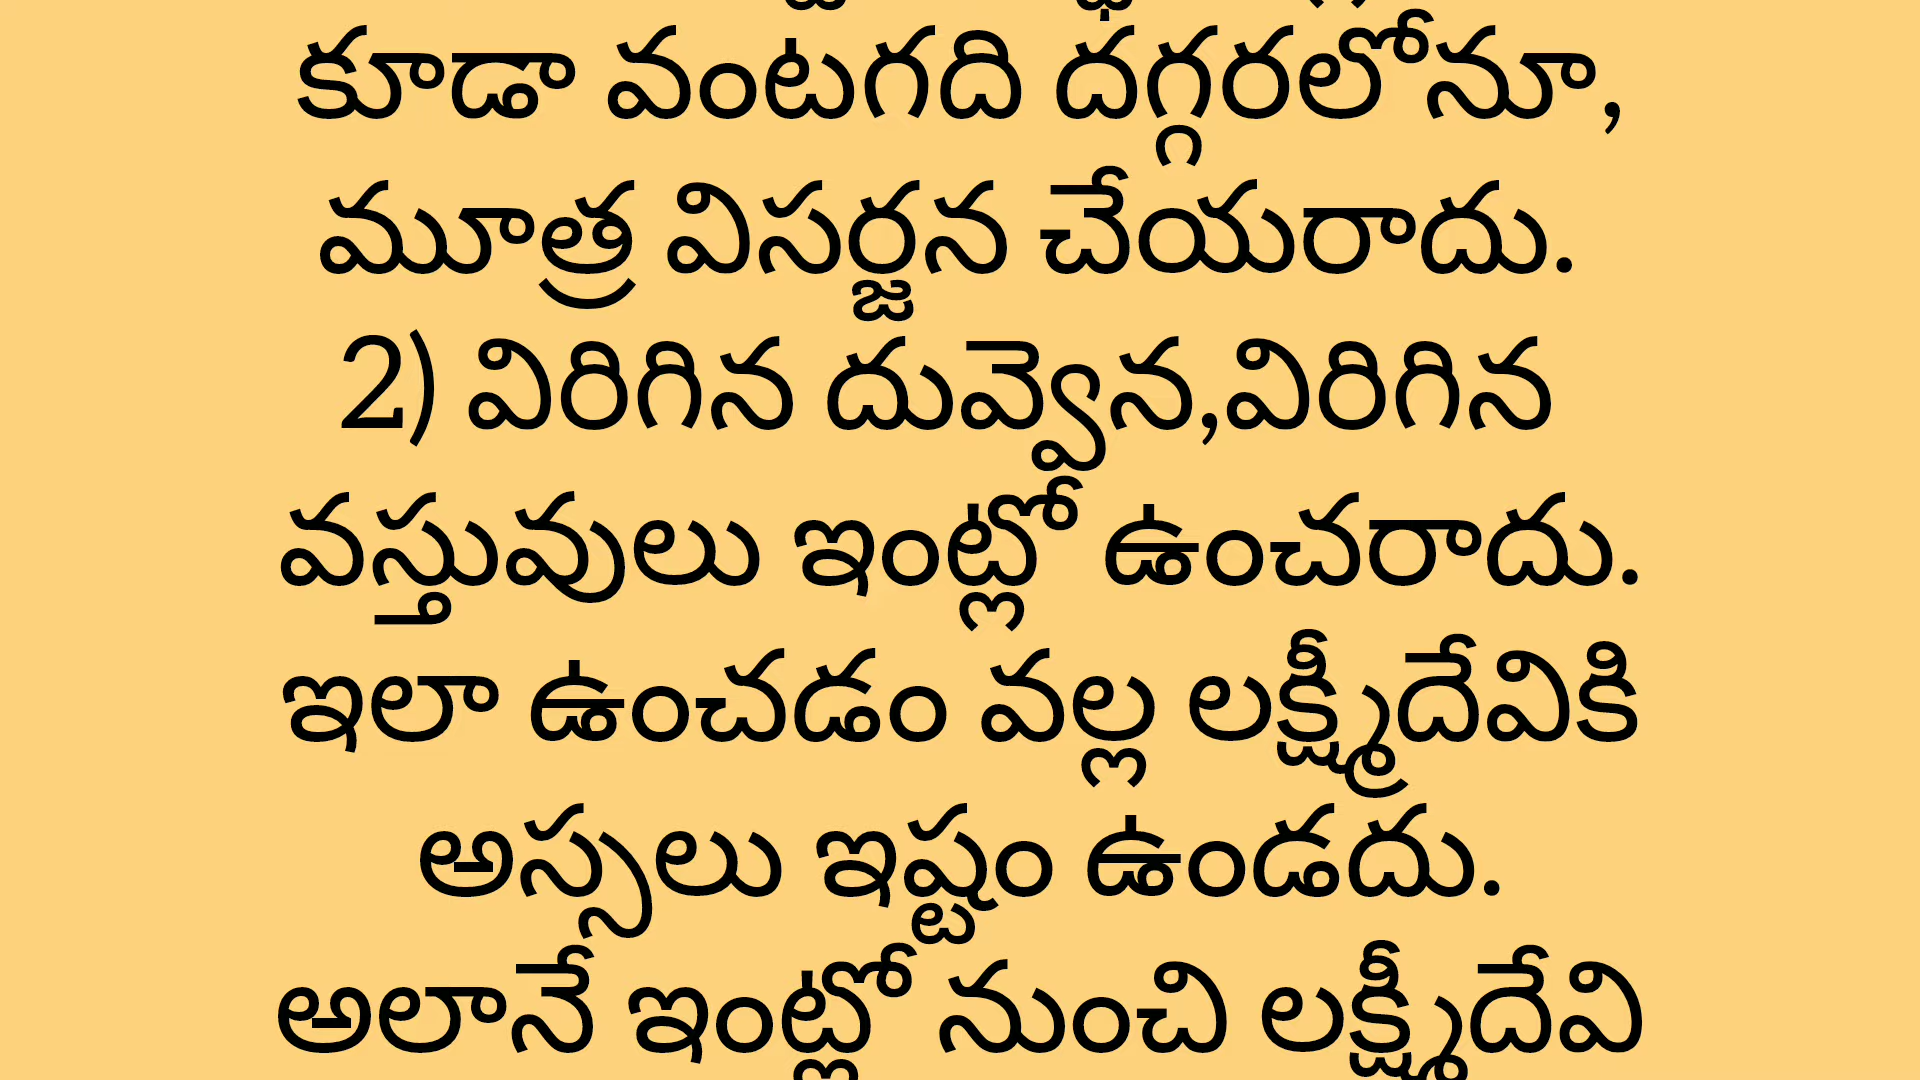 కూడా వంటగది దగ్గరలోనూ,
మూత్ర విసర్జన చేయరాదు.
2) విరిగిన దువ్వెన,విరిగిన
వస్తువులు ఇంట్లో ఉంచరాదు.
ఇలా ఉంచడం వల్ల లక్ష్మీదేవికి
అస్సలు ఇష్టం ఉండదు.
అలానే ఇంట్లో నుంచి లక్ష్మీదేవి